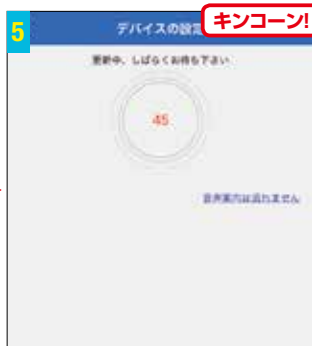 5
デバイスの設定
キンコーン!
更新中、しばらくお待ち下さい
45
音声案内は流れません